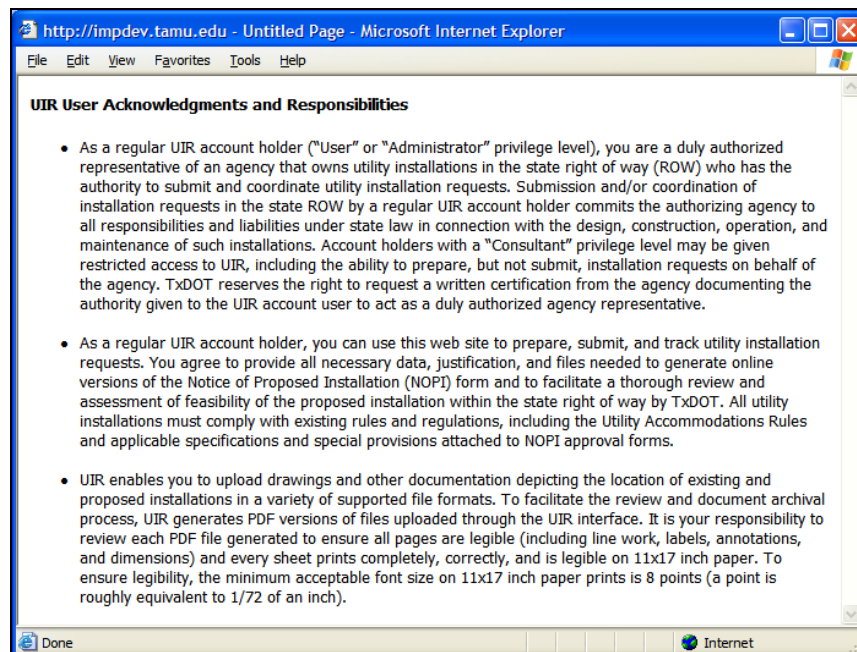 http://impdev.tamu.edu - Untitled Page - Microsoft Internet Explorer
File Edit View Favorites Tools Help
UIR User Acknowledgments and Responsibilities
• As a regular UIR account holder (“User” or “Administrator” privilege level), you are a duly authorized
representative of an agency that owns utility installations in the state right of way (ROW) who has the
authority to submit and coordinate utility installation requests. Submission and/or coordination of
installation requests in the state ROW by a regular UIR account holder commits the authorizing agency to
all responsibilities and liabilities under state law in connection with the design, construction, operation, and
maintenance of such installations. Account holders with a “Consultant” privilege level may be given
restricted access to UIR, including the ability to prepare, but not submit, installation requests on behalf of
the agency. TxDOT reserves the right to request a written certification from the agency documenting the
authority given to the UIR account user to act as a duly authorized agency representative.
• As a regular UIR account holder, you can use this web site to prepare, submit, and track utility installation
requests. You agree to provide all necessary data, justification, and files needed to generate online
versions of the Notice of Proposed Installation (NOPI) form and to facilitate a thorough review and
assessment of feasibility of the proposed installation within the state right of way by TxDOT. All utility
installations must comply with existing rules and regulations, including the Utility Accommodations Rules
and applicable specifications and special provisions attached to NOPI approval forms.
• UIR enables you to upload drawings and other documentation depicting the location of existing and
proposed installations in a variety of supported file formats. To facilitate the review and document archival
process, UIR generates PDF versions of files uploaded through the UIR interface. It is your responsibility to
review each PDF file generated to ensure all pages are legible (including line work, labels, annotations,
and dimensions) and every sheet prints completely, correctly, and is legible on 11x17 inch paper. To
ensure legibility, the minimum acceptable font size on 11x17 inch paper prints is 8 points (a point is
roughly equivalent to 1/72 of an inch).
Done Internet